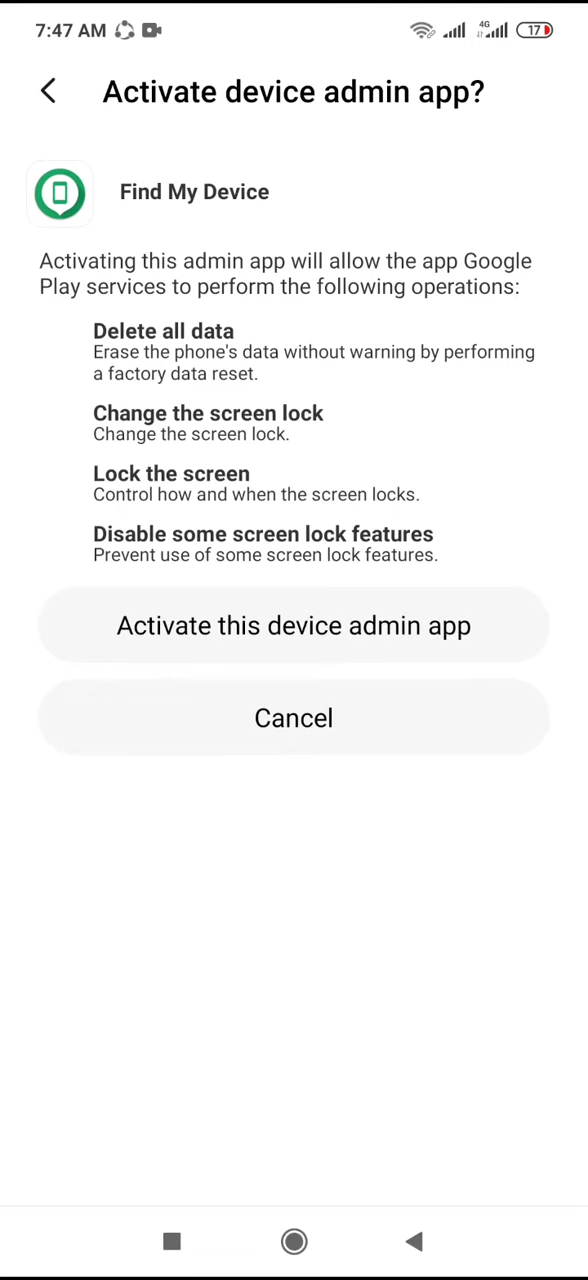 7:47 AM
4G
17
Activate device admin app?
Find My Device
Activating this admin app will allow the app Google
Play services to perform the following operations:
Delete all data
Erase the phone's data without warning by performing
a factory data reset.
Change the screen lock
Change the screen lock.
Lock the screen
Control how and when the screen locks.
Disable some screen lock features
Prevent use of some screen lock features.
Activate this device admin app
Cancel